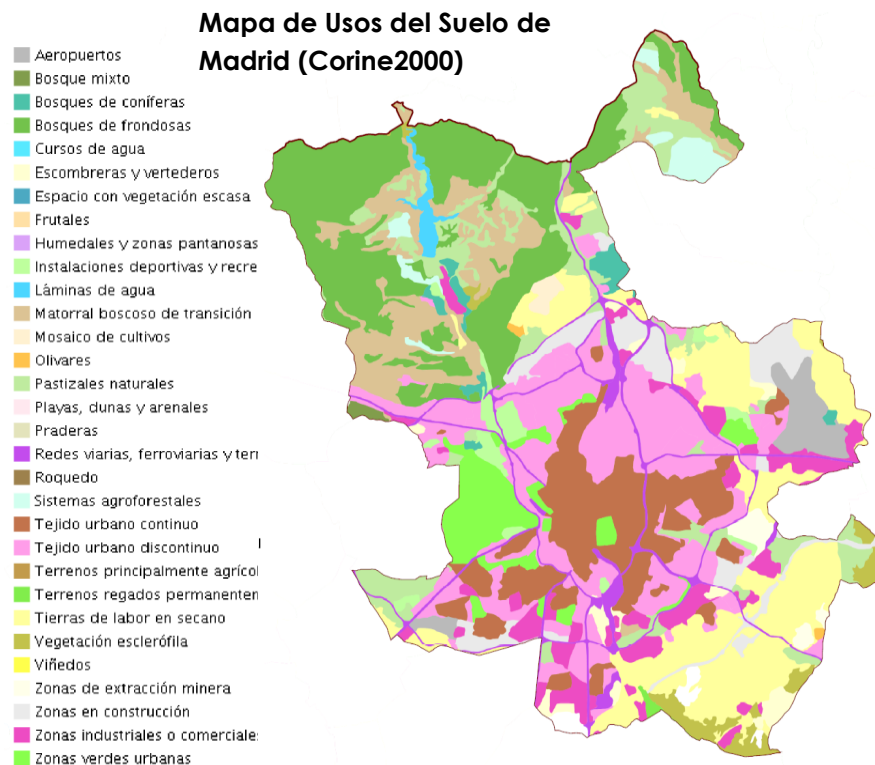 Mapa de Usos del Suelo de
Madrid (Corine2000)
Aeropuertos
Bosque mixto
Bosques de coníferas
Bosques de frondosas
Cursos de agua
Escombreras y vertederos
Espacio con vegetación escasa
Frutales
Humedales y zonas pantanosas
Instalaciones deportivas y recre
Láminas de agua
Matorral boscoso de transición
Mosaico de cultivos
Olivares
Pastizales naturales
Playas, dunas y arenales
Praderas
Redes viarias, ferroviarias y terr
Roquedo
Sistemas agroforestales
Tejido urbano continuo
Tejido urbano discontinuo
Terrenos principalmente agrícol
Terrenos regados permanenten
Tierras de labor en secano
Vegetación esclerófila
Viñedos
Zonas de extracción minera
Zonas en construcción
Zonas industriales o comerciale
Zonas verdes urbanas